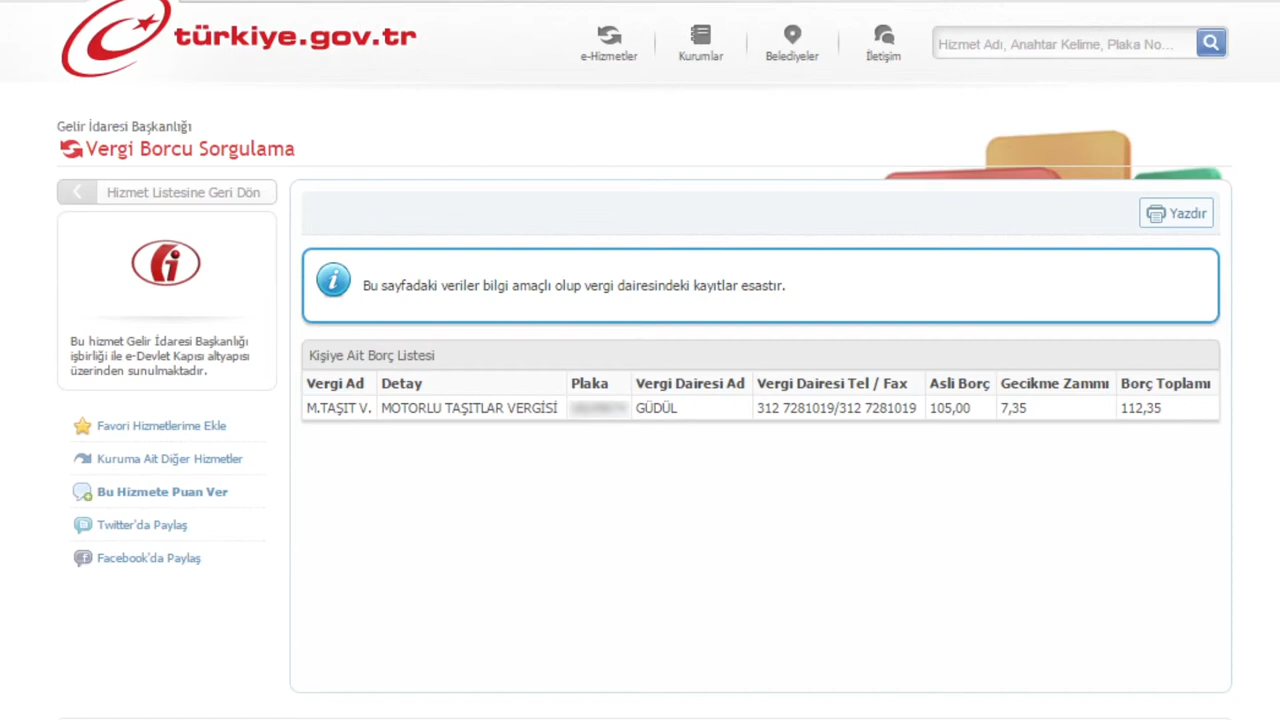 türkiye.gov.tr
e-Hizmetler
Kurumlar
Belediyeler
İletişim
Hizmet Adı, Anahtar Kelime, Plaka No...
Gelir İdaresi Başkanlığı
Vergi Borcu Sorgulama
Hizmet Listesine Geri Dön
Bu hizmet Gelir İdaresi Başkanlığı
işbirliği ile e-Devlet Kapısı altyapısı
üzerinden sunulmaktadır.
Favori Hizmetlerime Ekle
Kuruma Ait Diğer Hizmetler
Bu Hizmete Puan Ver
Twitter'da Paylaş
Facebook'da Paylaş
Yazdır
Bu sayfadaki veriler bilgi amaçlı olup vergi dairesindeki kayıtlar esastır.
Kişiye Ait Borç Listesi
Vergi Ad Detay Plaka Vergi Dairesi Ad Vergi Dairesi Tel / Fax Asli Borç Gecikme Zammı Borç Toplamı
M.TAŞIT V. MOTORLU TAŞITLAR VERGİSİ GÜDÜL 312 7281019/312 7281019 105,00 7,35 112,35